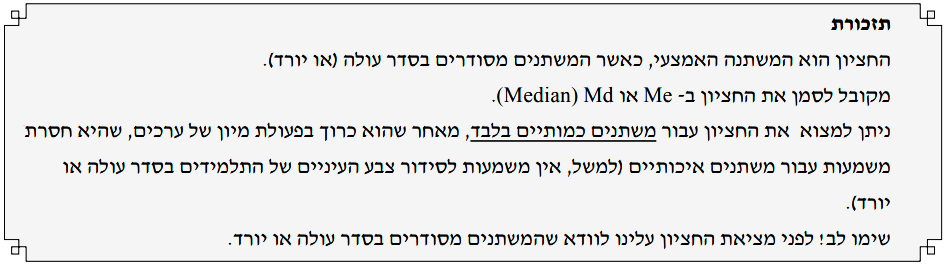 תזכורת
החציון הוא המשתנה האמצעי, כאשר המשתנים מסודרים בסדר עולה (או יורד).
מקובל לסמן את החציון ב- Me או Md (Median).
ניתן למצוא את החציון עבור משתנים כמותיים בלבד, מאחר שהוא כרוך בפעולת מיון של ערכים, שהיא חסרת
משמעות עבור משתנים איכותיים (למשל, אין משמעות לסידור צבע העיניים של התלמידים בסדר עולה או
יורד).
שימו לב! לפני מציאת החציון עלינו לוודא שהמשתנים מסודרים בסדר עולה או יורד.